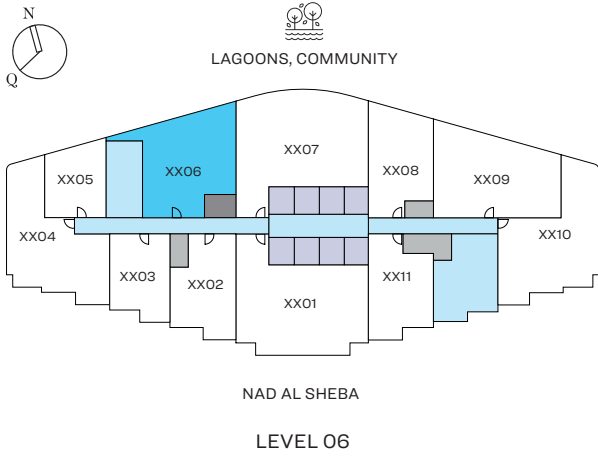 N
Q
LAGOONS, COMMUNITY
XX07
XX06
XX08
XX05
XX09
XX04
XX10
XX03
XX02
XX11
XX01
NAD AL SHEBA
LEVEL 06